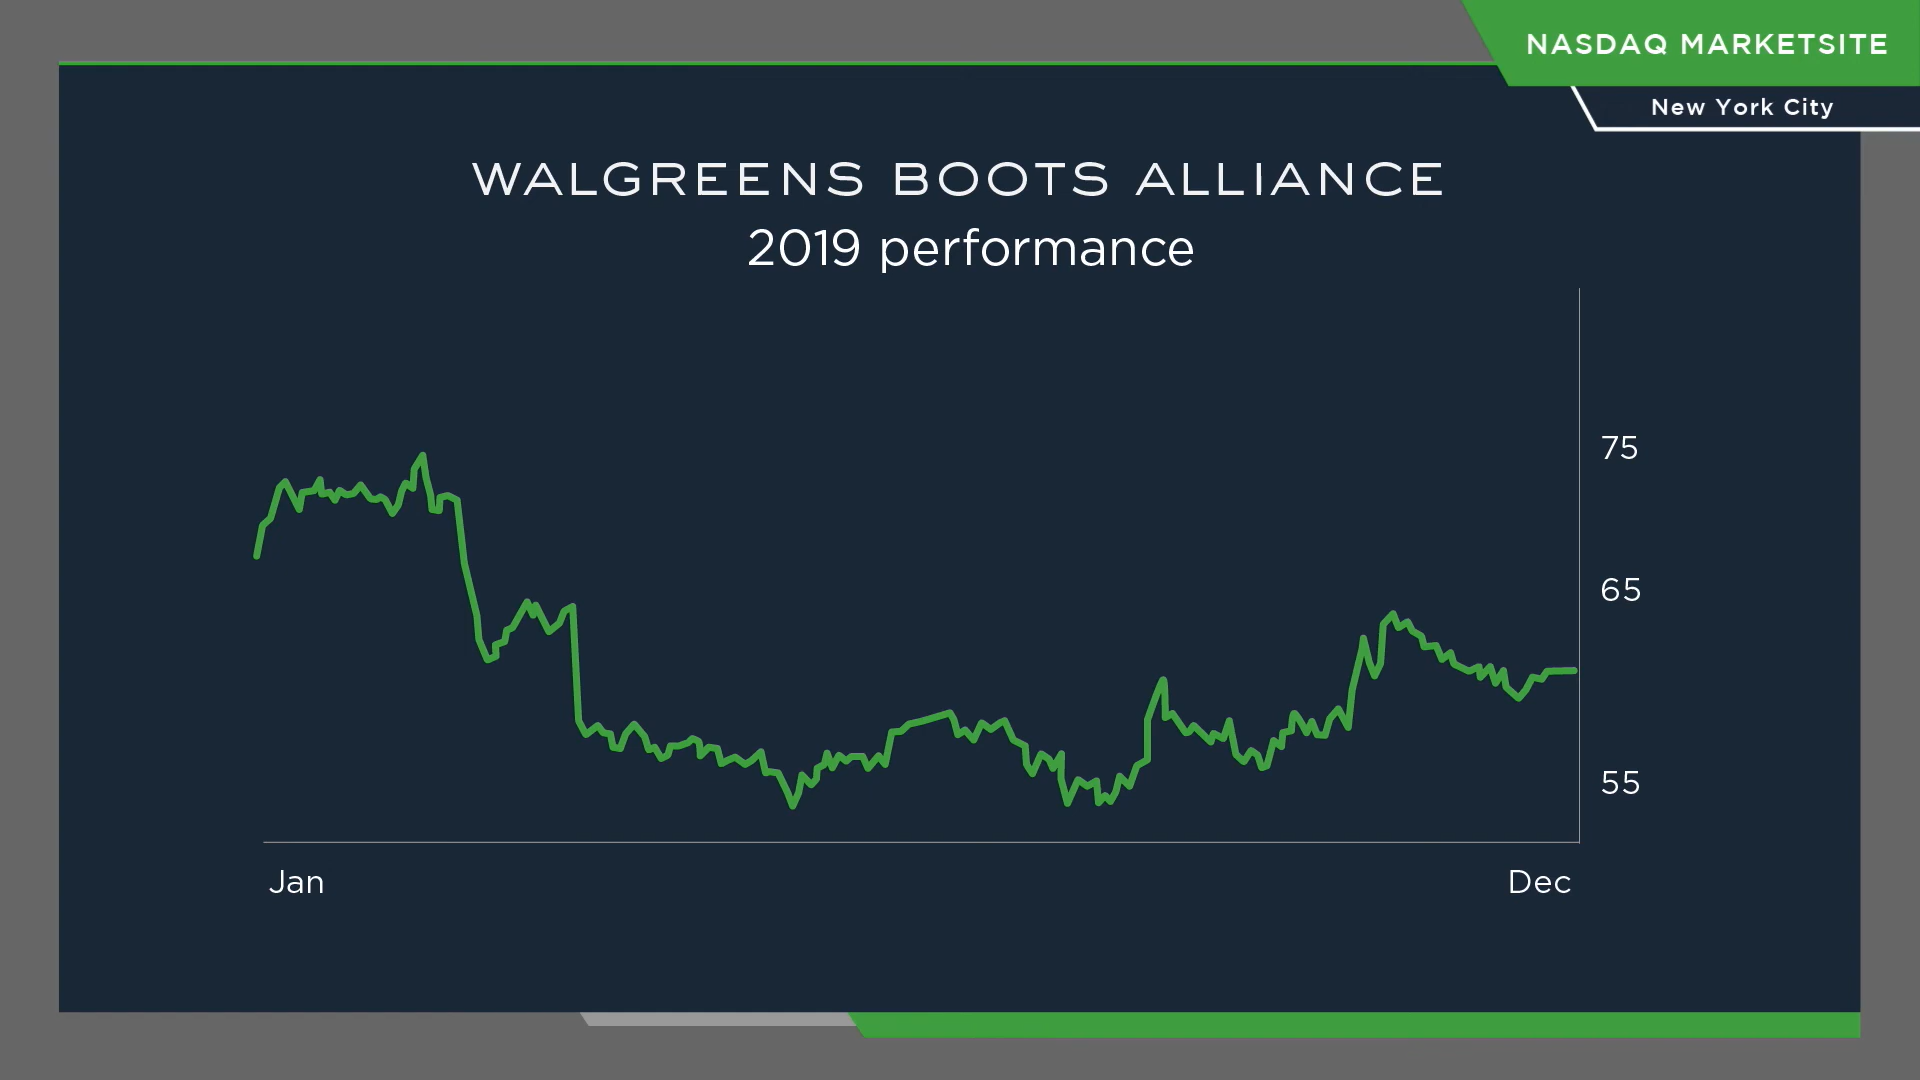 NASDAQ MARKETSITE
New York City
WALGREENS BOOTS ALLIANCE
2019 performance
75
65
55
Jan
Dec